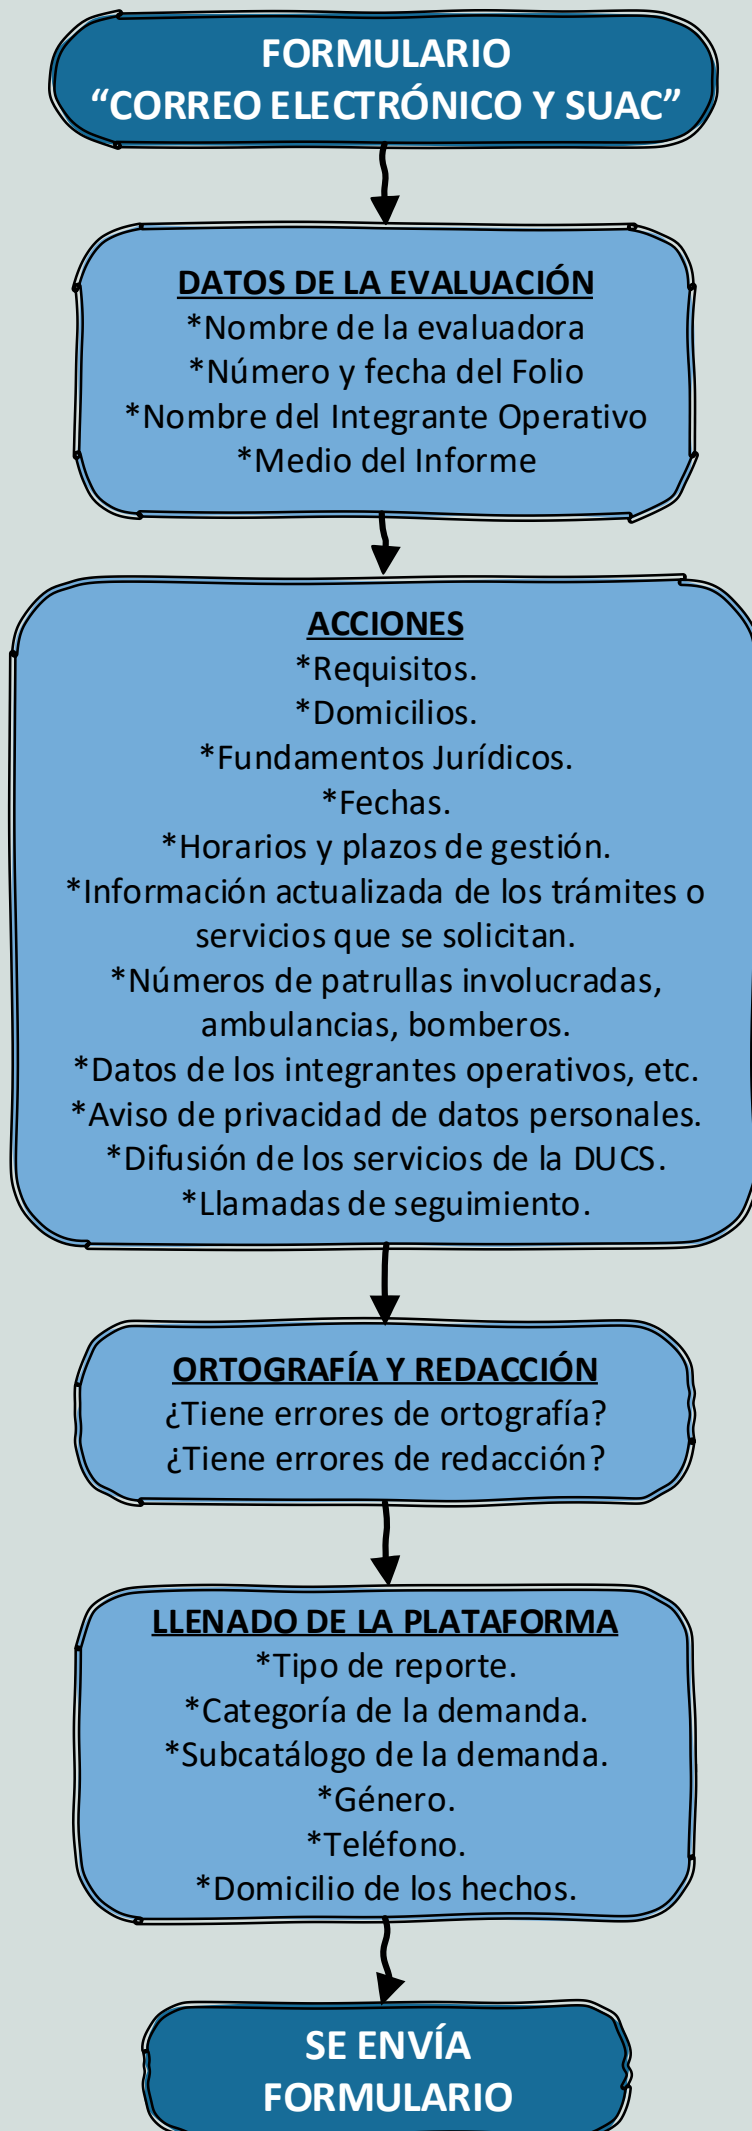 FORMULARIO
“CORREO ELECTRÓNICO Y SUAC”
DATOS DE LA EVALUACIÓN
*Nombre de la evaluadora
*Número y fecha del Folio
*Nombre del Integrante Operativo
*Medio del Informe
ACCIONES
*Requisitos.
*Domicilios.
*Fundamentos Jurídicos.
*Fechas.
*Horarios y plazos de gestión.
*Información actualizada de los trámites o
servicios que se solicitan.
*Números de patrullas involucradas,
ambulancias, bomberos.
*Datos de los integrantes operativos, etc.
*Aviso de privacidad de datos personales.
*Difusión de los servicios de la DUCS.
*Llamadas de seguimiento.
ORTOGRAFÍA Y REDACCIÓN
¿Tiene errores de ortografía?
¿Tiene errores de redacción?
LLENADO DE LA PLATAFORMA
*Tipo de reporte.
*Categoría de la demanda.
*Subcatálogo de la demanda.
*Género.
*Teléfono.
*Domicilio de los hechos.
SE ENVÍA
FORMULARIO